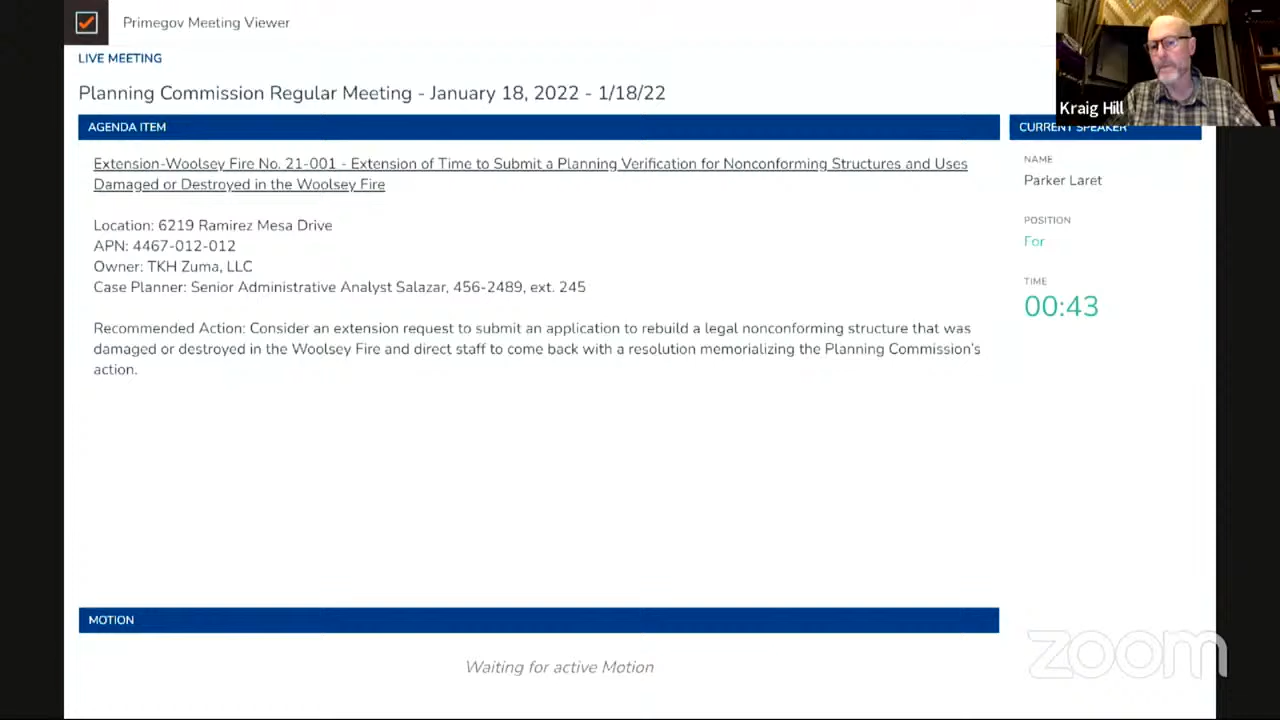 Primegov Meeting Viewer
LIVE MEETING
Planning Commission Regular Meeting - January 18, 2022 - 1/18/22
Kraig Hill
AGENDA ITEM
CURRENT SPEAKER
Extension-Woolsey Fire No. 21-001 - Extension of Time to Submit a Planning Verification for Nonconforming Structures and Uses
Damaged or Destroyed in the Woolsey Fire
Location: 6219 Ramirez Mesa Drive
APN: 4467-012-012
Owner: TKH Zuma, LLC
Case Planner: Senior Administrative Analyst Salazar, 456-2489, ext. 245
Recommended Action: Consider an extension request to submit an application to rebuild a legal nonconforming structure that was
damaged or destroyed in the Woolsey Fire and direct staff to come back with a resolution memorializing the Planning Commission's
action.
NAME
Parker Laret
POSITION
For
TIME
00:43
MOTION
Waiting for active Motion
zoom